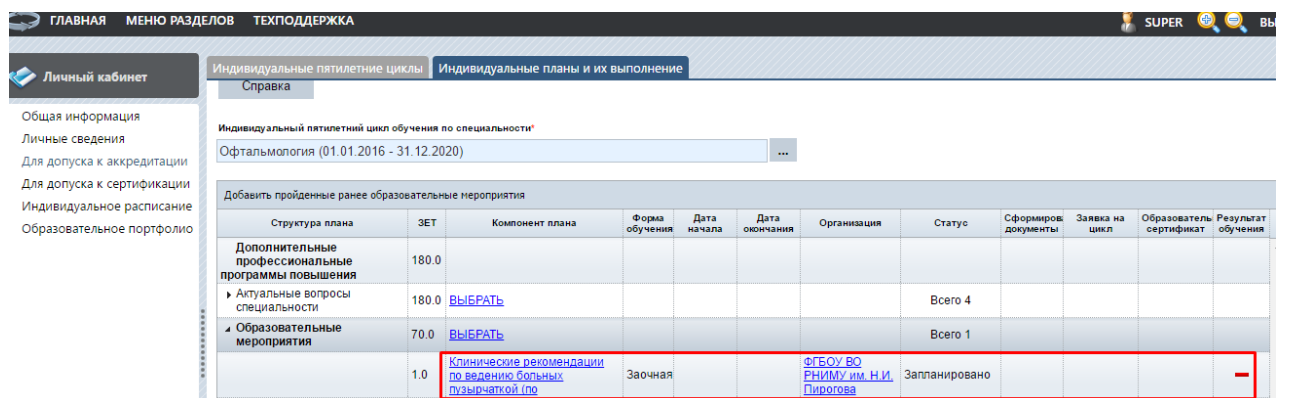 ГЛАВНАЯ МЕНЮ РАЗДЕЛОВ ТЕХПОДДЕРЖКА SUPER ВЫ
Личный кабинет
Общая информация
Личные сведения
Для допуска к аккредитации
Для допуска к сертификации
Индивидуальное расписание
Образовательное портфолио
Индивидуальные пятилетние циклы Индивидуальные планы и их выполнение
Справка
Индивидуальный пятилетний цикл обучения по специальности*
Офтальмология (01.01.2016 - 31.12.2020) ...
Добавить пройденные ранее образовательные мероприятия
Структура плана ЗЕТ Компонент плана Форма обучения Дата начала Дата окончания Организация Статус Сформиров документы Заявка на цикл Образователь сертификат Результат обучения
Дополнительные
профессиональные
программы повышения
180.0
Актуальные вопросы
специальности
180.0 ВЫБРАТЬ Всего 4
Образовательные
мероприятия
70.0 ВЫБРАТЬ Всего 1
1.0
Клинические рекомендации
по ведению больных
пузырчаткой (по
Заочная
ФГБОУ ВО
РНИМУ им. Н.И.
Пирогова
Запланировано